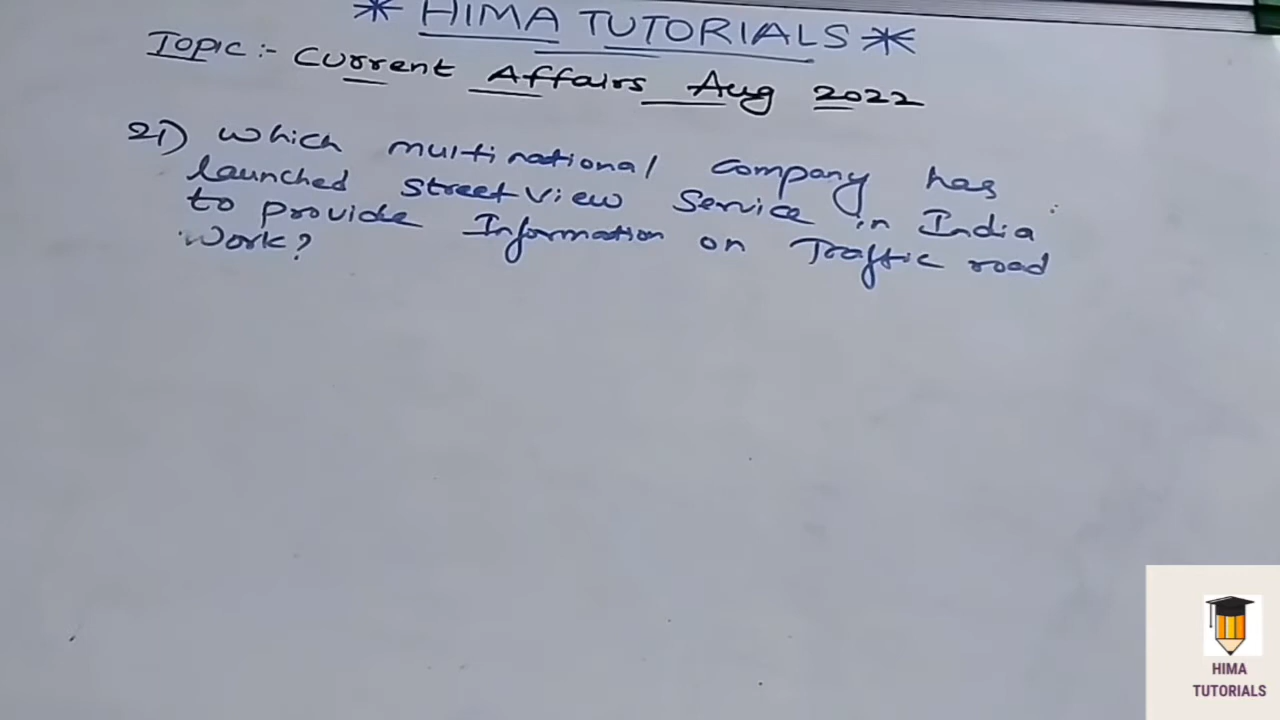 * HIMA TUTORIALS *
Topic :- Current Affairs Aug 2022
21) Which multinational company has
launched street view service in India
to provide Information on Traffic road
work?
HIMA
TUTORIALS